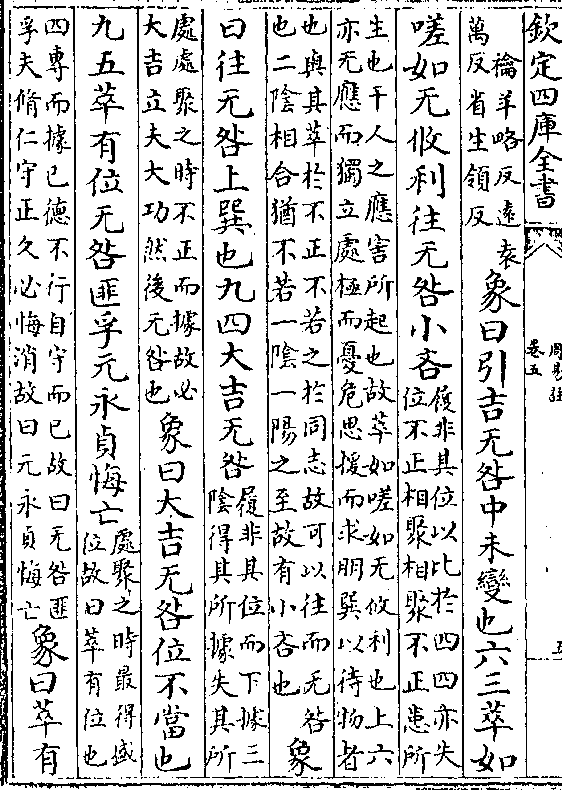 欽定四庫全書
周易註
卷五
五
禴羊略反遠袁
萬反省生領反
象曰引吉无咎中未變也六三萃如
嗟如无攸利往无咎小吝
履非其位以比於四四亦失
位不正相聚相聚不正患所
生也干人之應害所起也故萃如嗟如无攸利也上六
亦无應而獨立處極而憂危思援而求朋巽以待物者
也與其萃於不正不若之於同志故可以往而无咎
也二陰相合猶不若一陰一陽之至故有小吝也
象
曰往无咎上巽也九四大吉无咎
履非其位而下據三
陰得其所據失其所
處處聚之時不正而據故必
大吉立夫大功然後无咎也
象曰大吉无咎位不當也
九五萃有位无咎匪孚元永貞悔亡
處聚之時最得盛
位故曰萃有位也
四專而據已德不行自守而已故曰无咎匪
孚夫脩仁守正久必悔消故曰元永貞悔亡
象曰萃有